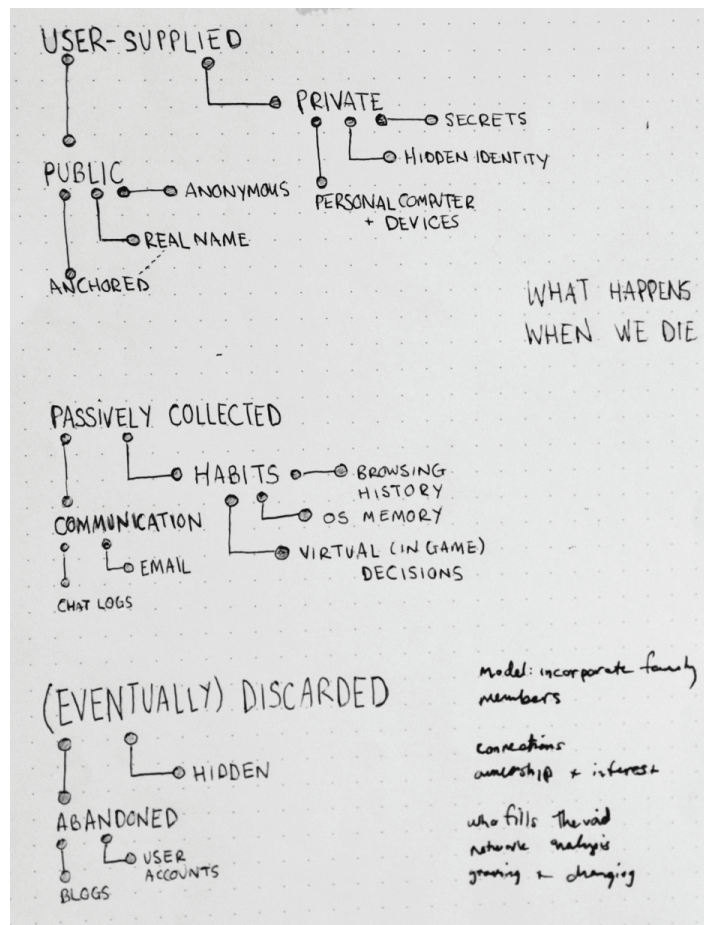 USER-SUPPLIED
PRIVATE
SECRETS
HIDDEN IDENTITY
PERSONAL COMPUTER
+ DEVICES
PUBLIC
ANONYMOUS
REAL NAME
ANCHORED
WHAT HAPPENS
WHEN WE DIE
PASSIVELY COLLECTED
HABITS
BROWSING
HISTORY
OS MEMORY
VIRTUAL (IN GAME)
DECISIONS
COMMUNICATION
EMAIL
CHAT LOGS
(EVENTUALLY) DISCARDED
HIDDEN
ABANDONED
USER
ACCOUNTS
BLOGS
Model: incorporate family
members
connections
ownership + interest
who fills the void
network analysis
growing + changing